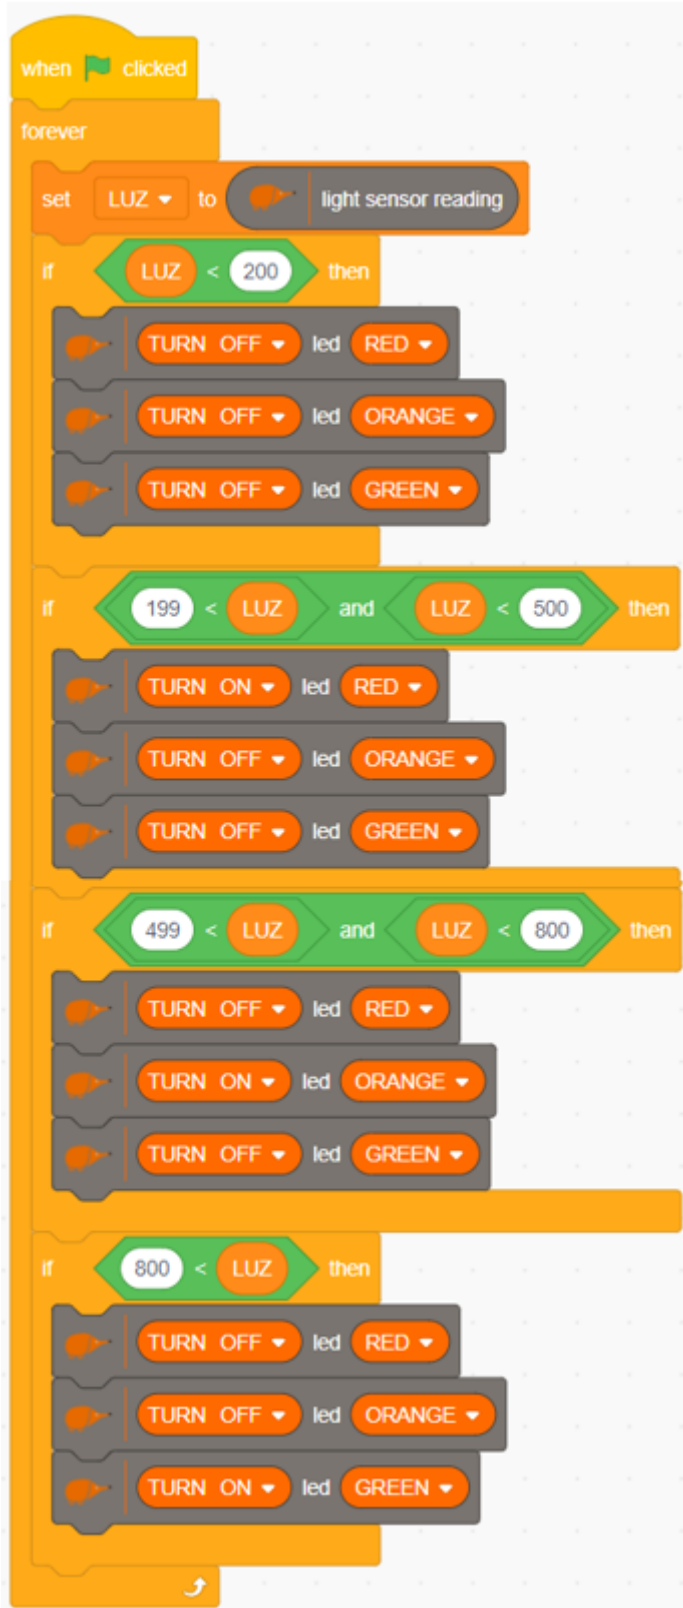 when clicked
forever
set LUZ to light sensor reading
if LUZ < 200 then
TURN OFF led RED
TURN OFF led ORANGE
TURN OFF led GREEN
if 199 < LUZ and LUZ < 500 then
TURN ON led RED
TURN OFF led ORANGE
TURN OFF led GREEN
if 499 < LUZ and LUZ < 800 then
TURN OFF led RED
TURN ON led ORANGE
TURN OFF led GREEN
if 800 < LUZ then
TURN OFF led RED
TURN OFF led ORANGE
TURN ON led GREEN